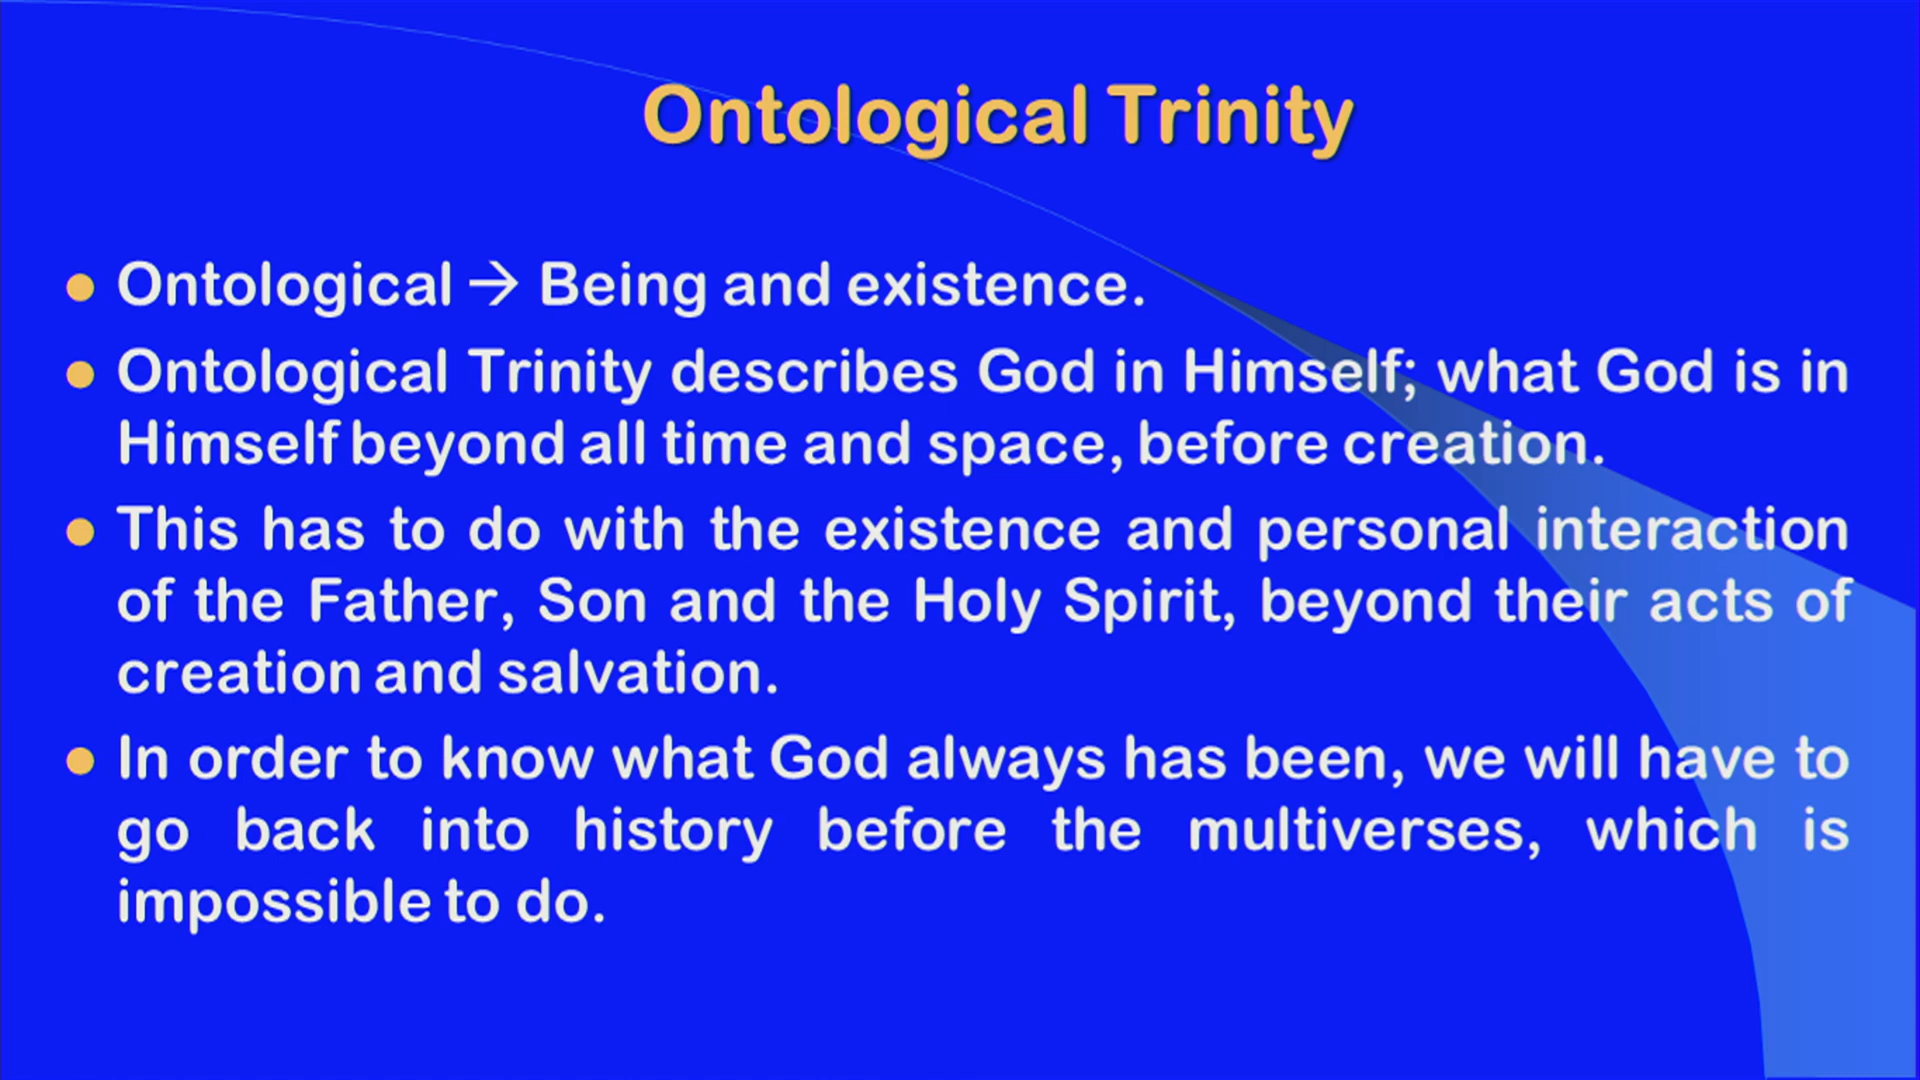 Ontological Trinity
Ontological → Being and existence.
Ontological Trinity describes God in Himself; what God is in
Himself beyond all time and space, before creation.
This has to do with the existence and personal interaction
of the Father, Son and the Holy Spirit, beyond their acts of
creation and salvation.
In order to know what God always has been, we will have to
go back into history before the multiverses, which is
impossible to do.